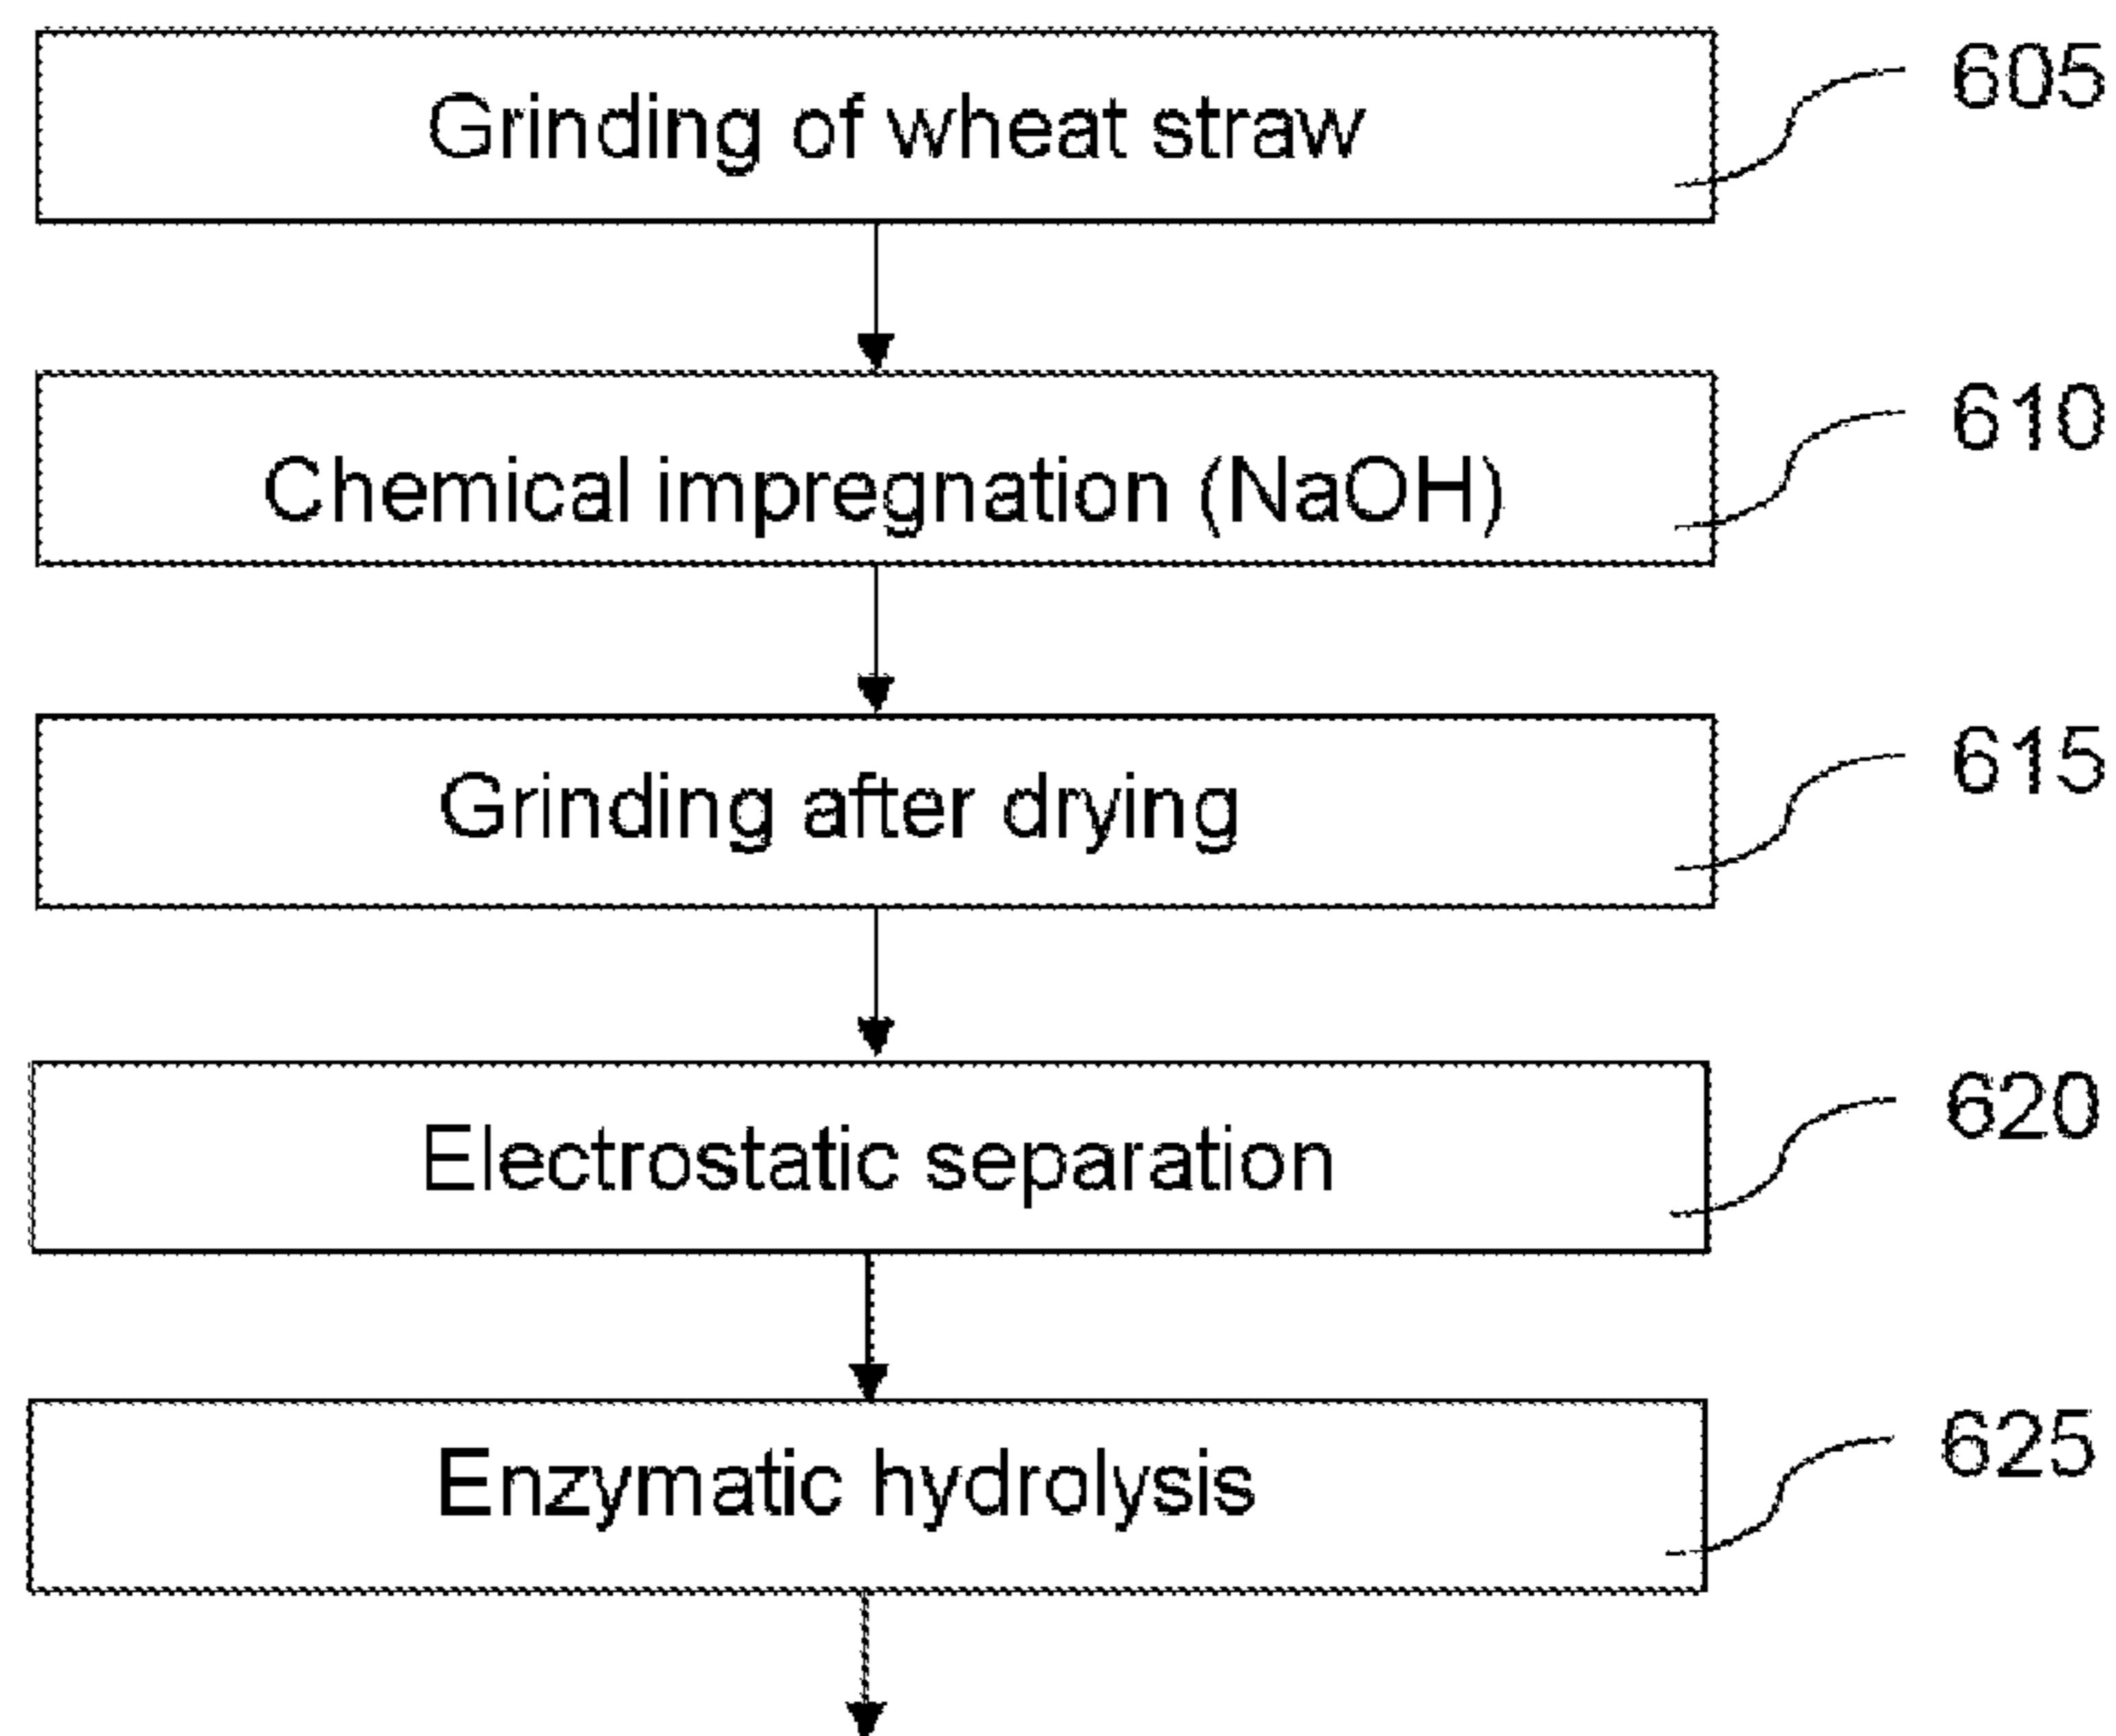 Grinding of wheat straw
605
Chemical impregnation (NaOH)
610
Grinding after drying
615
Electrostatic separation
620
Enzymatic hydrolysis
625